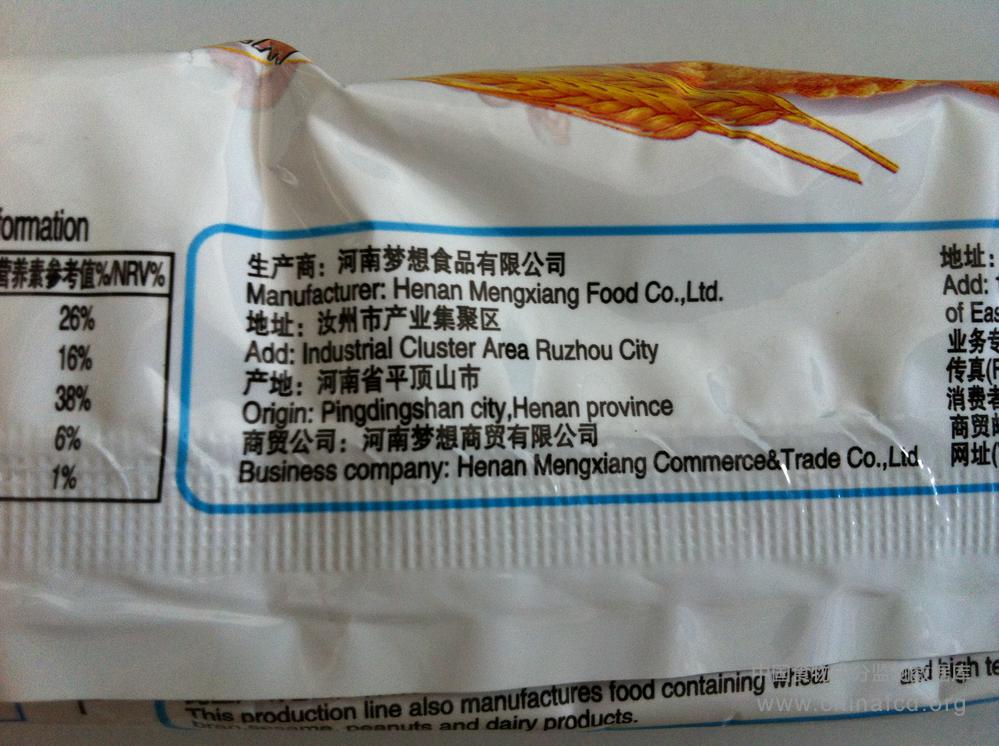 formation
营养素参考值%/NRV%
26%
16%
38%
6%
1%
生产商：河南梦想食品有限公司
Manufacturer: Henan Mengxiang Food Co.,Ltd.
地址：汝州市产业集聚区
Add: Industrial Cluster Area Ruzhou City
产地：河南省平顶山市
Origin: Pingdingshan city,Henan province
商贸公司：河南梦想商贸有限公司
Business company: Henan Mengxiang Commerce&Trade Co.,Ltd
地址：
Add:
of Eas
业务专
传真(F
消费者
商贸邮
网址(
and high te
This production line also manufactures food containing
sesame, peanuts and dairy products.
www.chinafcd.org